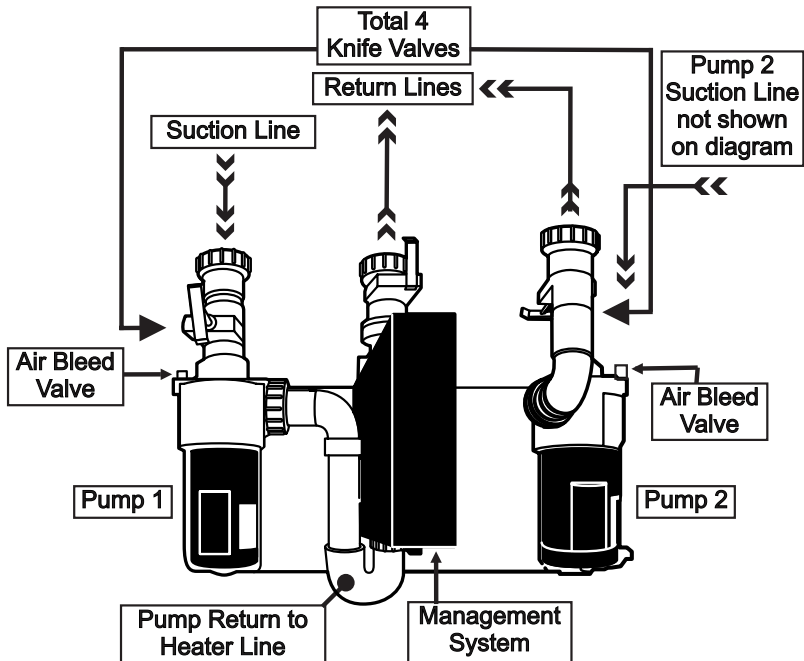 Total 4
Knife Valves
Return Lines
Suction Line
Pump 2
Suction Line
not shown
on diagram
Air Bleed
Valve
Air Bleed
Valve
Pump 1
Pump 2
Pump Return to
Heater Line
Management
System